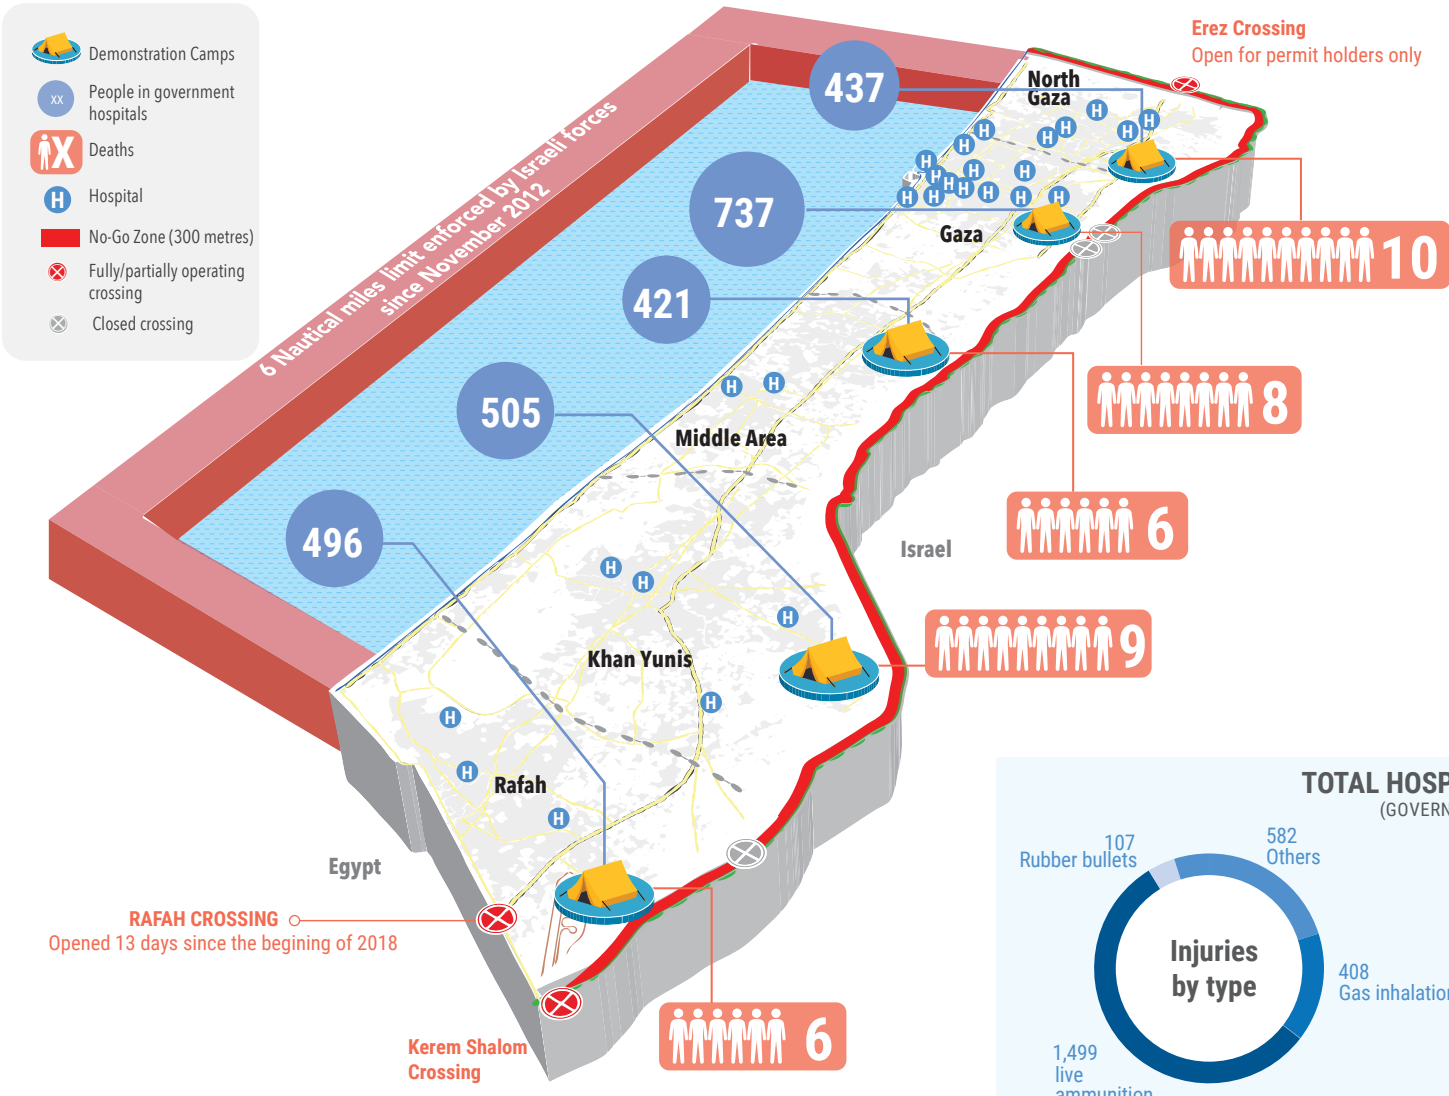 Demonstration Camps
xx
People in government
hospitals
X
Deaths
H
Hospital
No-Go Zone (300 metres)
Fully/partially operating
crossing
Closed crossing
6 Nautical miles limit enforced by Israeli forces
since November 2012
Erez Crossing
Open for permit holders only
North
Gaza
437
737
Gaza
421
505
496
10
8
6
9
6
Middle Area
Israel
Khan Yunis
Rafah
Egypt
RAFAH CROSSING
Opened 13 days since the begining of 2018
Kerem Shalom
Crossing
TOTAL HOSP
(GOVERN
107
Rubber bullets
582
Others
Injuries
by type
408
Gas inhalation
1,499
live
ammunition